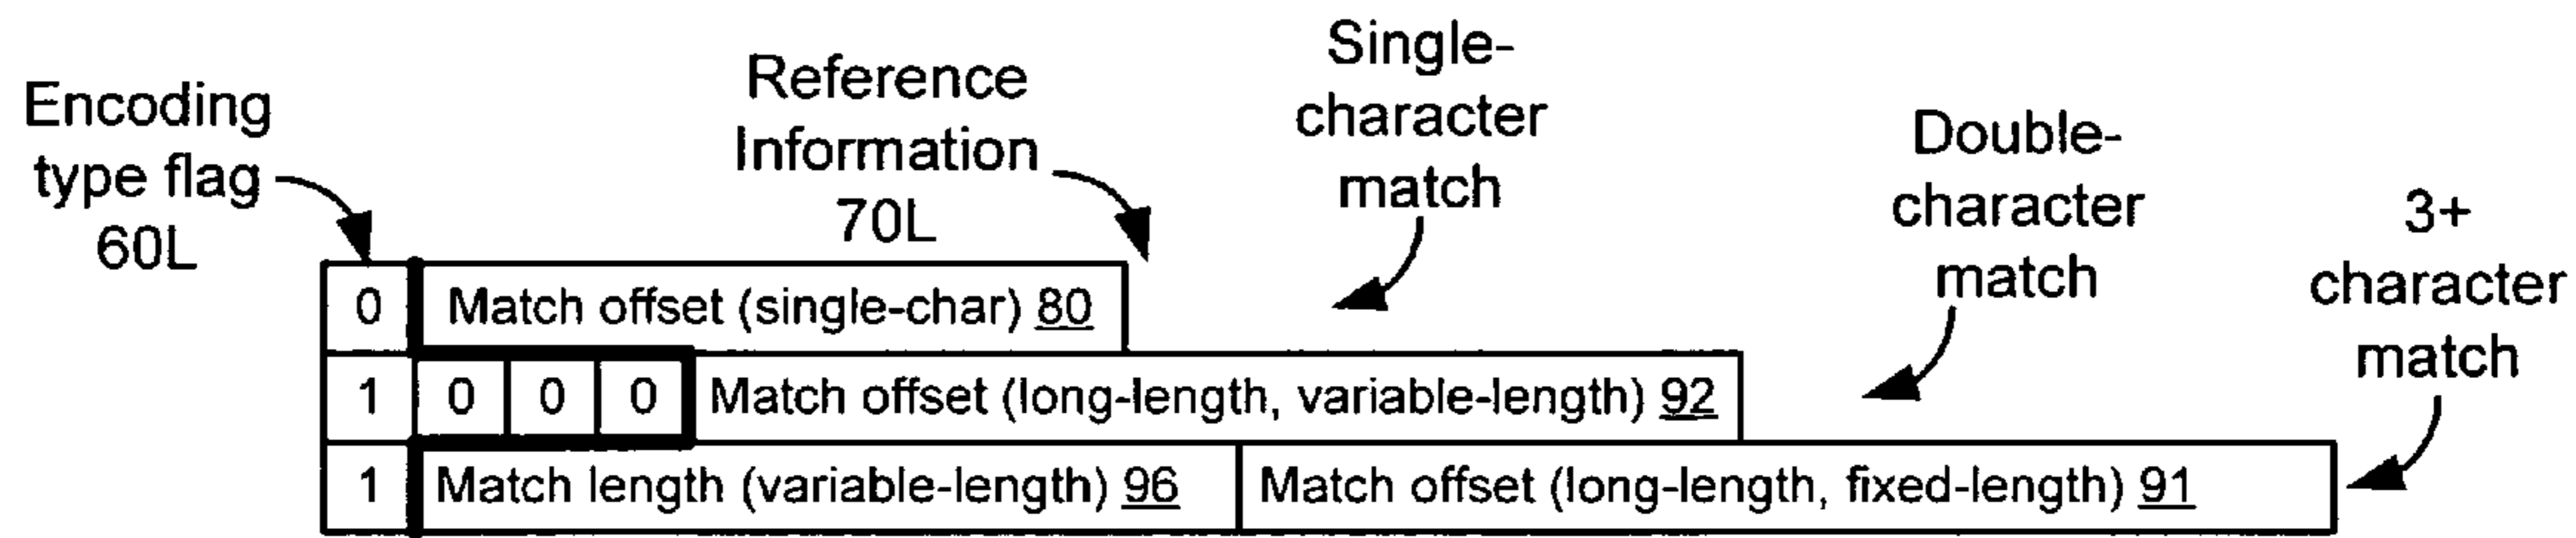 Encoding
type flag
60L
Reference
Information
70L
Single-
character
match
Double-
character
match
3+
character
match
0 Match offset (single-char) 80
1 0 0 0 Match offset (long-length, variable-length) 92
1 Match length (variable-length) 96 Match offset (long-length, fixed-length) 91